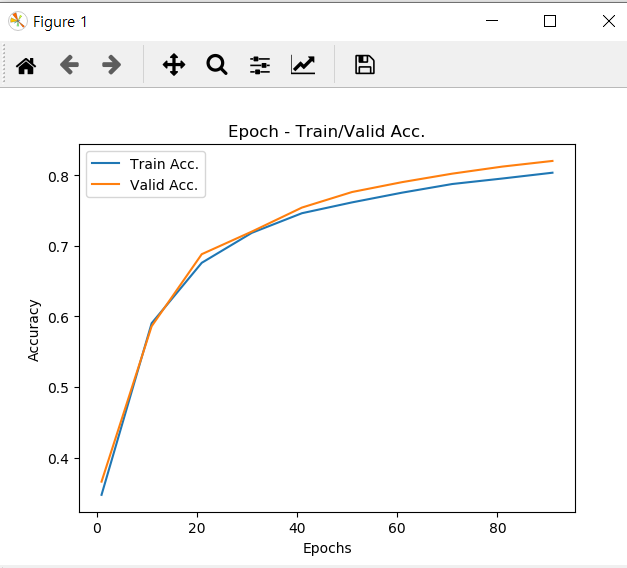 Figure 1
Epoch - Train/Valid Acc.
Train Acc.
Valid Acc.
0.8
0.7
0.6
0.5
0.4
Accuracy
0 20 40 60 80
Epochs